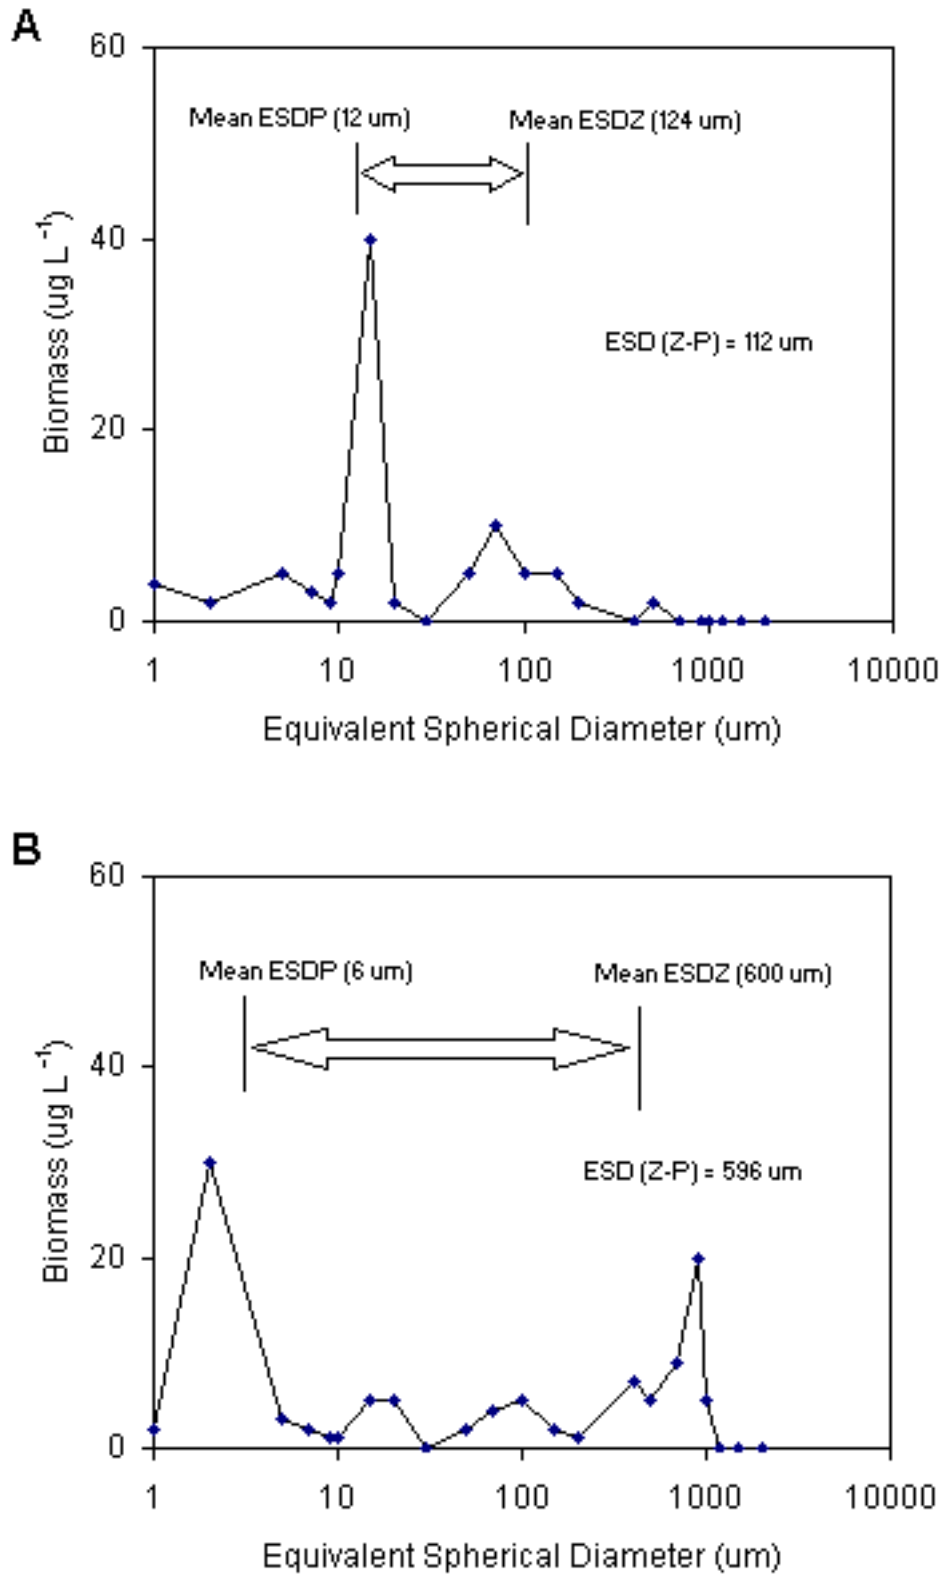 A
60
Mean ESDP (12 um) Mean ESDZ (124 um)
40
ESD (Z-P) = 112 um
20
0
Biomass (ug L⁻¹)
1 10 100 1000 10000
Equivalent Spherical Diameter (um)
B
60
Mean ESDP (6 um) Mean ESDZ (600 um)
40
ESD (Z-P) = 596 um
20
0
Biomass (ug L⁻¹)
1 10 100 1000 10000
Equivalent Spherical Diameter (um)